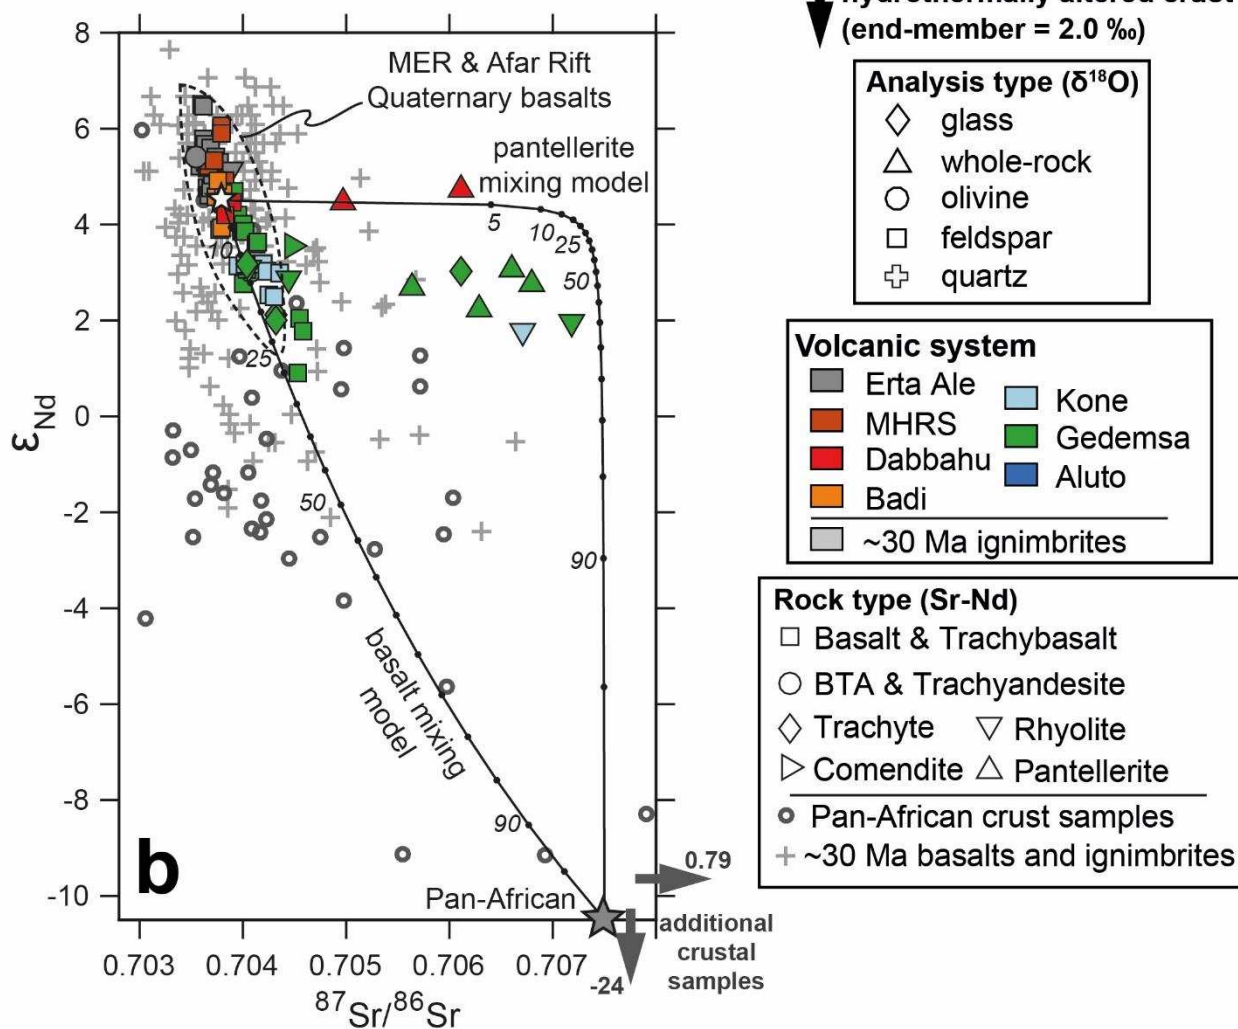 hydrothermally altered crust
(end-member = 2.0 ‰)
8
6
4
2
0
-2
-4
-6
-8
-10
εNd
MER & Afar Rift
Quaternary basalts
pantellerite
mixing model
5
10
25
50
90
10
25
50
90
basalt mixing
model
b
Pan-African
0.79
additional
crustal
samples
-24
0.703
0.704
0.705
0.706
0.707
⁸⁷Sr/⁸⁶Sr
Analysis type (δ¹⁸O)
glass
whole-rock
olivine
feldspar
quartz
Volcanic system
Erta Ale
MHRS
Dabbahu
Badi
Kone
Gedemsa
Aluto
~30 Ma ignimbrites
Rock type (Sr-Nd)
Basalt & Trachybasalt
BTA & Trachyandesite
Trachyte
Rhyolite
Comendite
Pantellerite
Pan-African crust samples
~30 Ma basalts and ignimbrites